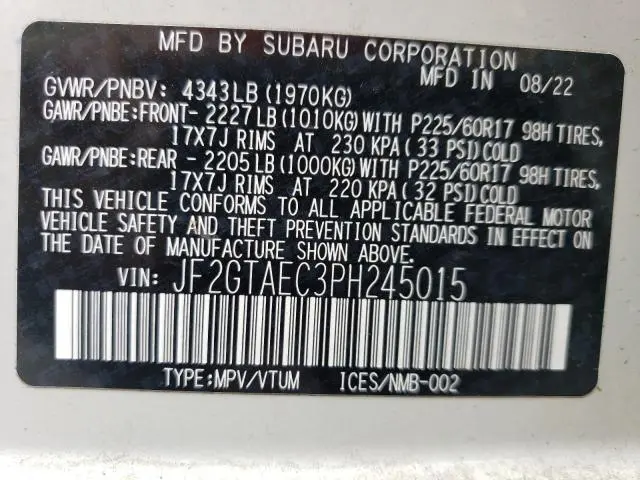 MFD BY SUBARU CORPORATION
MFD IN 08/22
GVWR/PNBV: 4343LB (1970KG)
GAWR/PNBE:FRONT- 2227LB (1010KG) WITH P225/60R17 98H TIRES,
17X7J RIMS AT 230 KPA (33 PSI) COLD
GAWR/PNBE:REAR - 2205LB (1000KG) WITH P225/60R17 98H TIRES,
17X7J RIMS AT 220 KPA (32 PSI) COLD
THIS VEHICLE CONFORMS TO ALL APPLICABLE FEDERAL MOTOR
VEHICLE SAFETY AND THEFT PREVENTION STANDARDS IN EFFECT ON
THE DATE OF MANUFACTURE SHOWN ABOVE.
VIN: JF2GTAEC3PH245015
TYPE:MPV/VTUM ICES/NMB-002